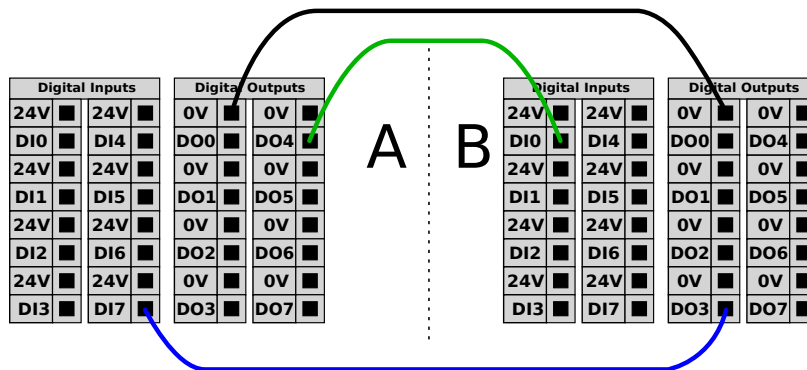 Digital Inputs Digital Outputs Digital Inputs Digital Outputs
24V 24V 0V 0V 24V 24V 0V 0V
DI0 DI4 DO0 DO4 A B DI0 DI4 DO0 DO4
24V 24V 0V 0V 24V 24V 0V 0V
DI1 DI5 DO1 DO5 DI1 DI5 DO1 DO5
24V 24V 0V 0V 24V 24V 0V 0V
DI2 DI6 DO2 DO6 DI2 DI6 DO2 DO6
24V 24V 0V 0V 24V 24V 0V 0V
DI3 DI7 DO3 DO7 DI3 DI7 DO3 DO7